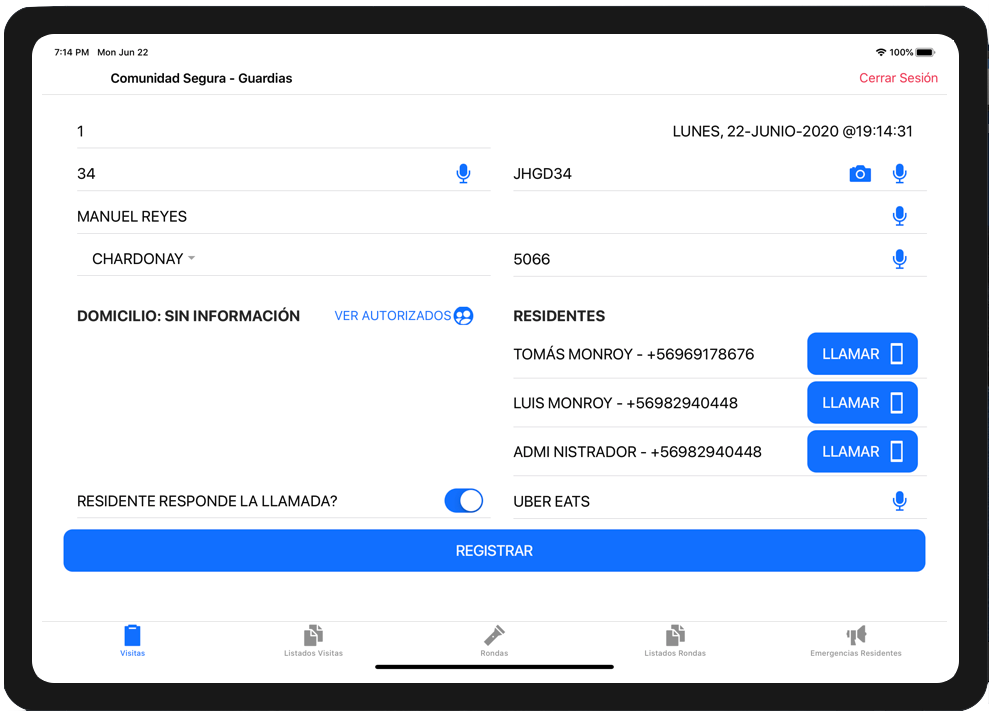 7:14 PM Mon Jun 22
100%
Comunidad Segura - Guardias
Cerrar Sesión
1
LUNES, 22-JUNIO-2020 @19:14:31
34
JHGD34
MANUEL REYES
CHARDONAY
5066
DOMICILIO: SIN INFORMACIÓN
VER AUTORIZADOS
RESIDENTES
TOMÁS MONROY - +56969178676
LLAMAR
LUIS MONROY - +56982940448
LLAMAR
ADMI NISTRADOR - +56982940448
LLAMAR
RESIDENTE RESPONDE LA LLAMADA?
UBER EATS
REGISTRAR
Visitas
Listados Visitas
Rondas
Listados Rondas
Emergencias Residentes